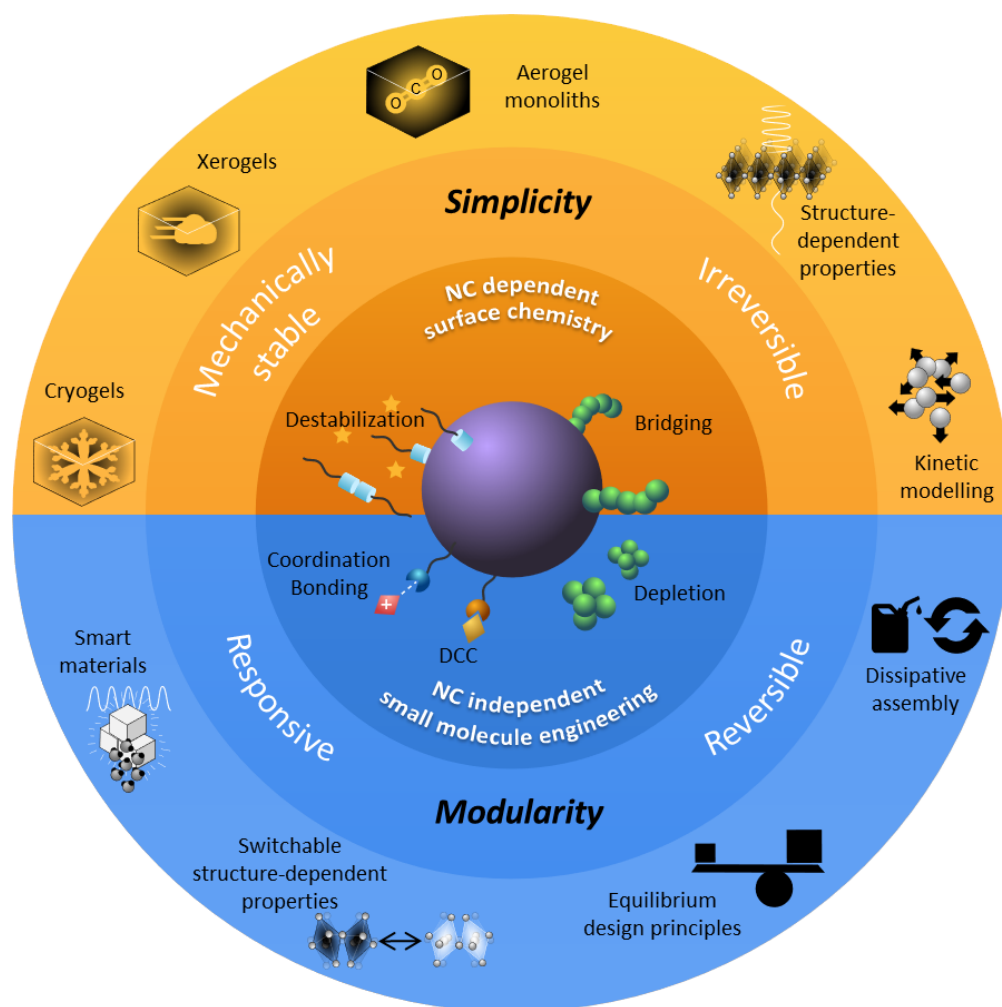 O C O
Aerogel
monoliths
Xerogels
Simplicity
Structure-
dependent
properties
Mechanically
stable
Irreversible
NC dependent
surface chemistry
Cryogels
Destabilization
Bridging
Kinetic
modelling
Coordination
Bonding
+
Depletion
DCC
Smart
materials
Responsive
NC independent
small molecule engineering
Reversible
Dissipative
assembly
Modularity
Switchable
structure-dependent
properties
Equilibrium
design principles